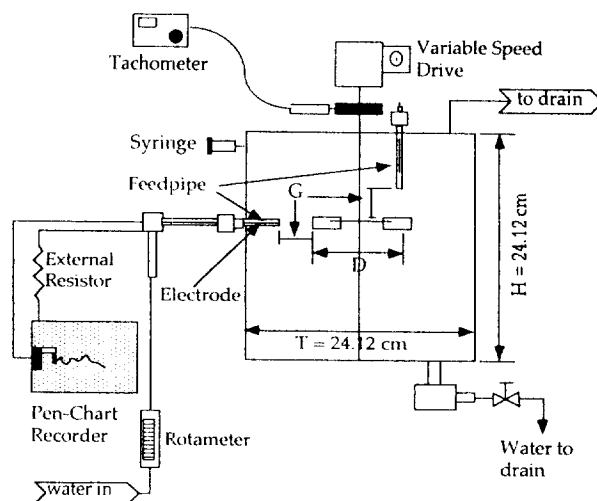 Tachometer
Variable Speed
Drive
to drain
Syringe
Feedpipe
G
External
Resistor
Electrode
D
H = 24.12 cm
T = 24.12 cm
Pen-Chart
Recorder
Rotameter
water in
Water to
drain